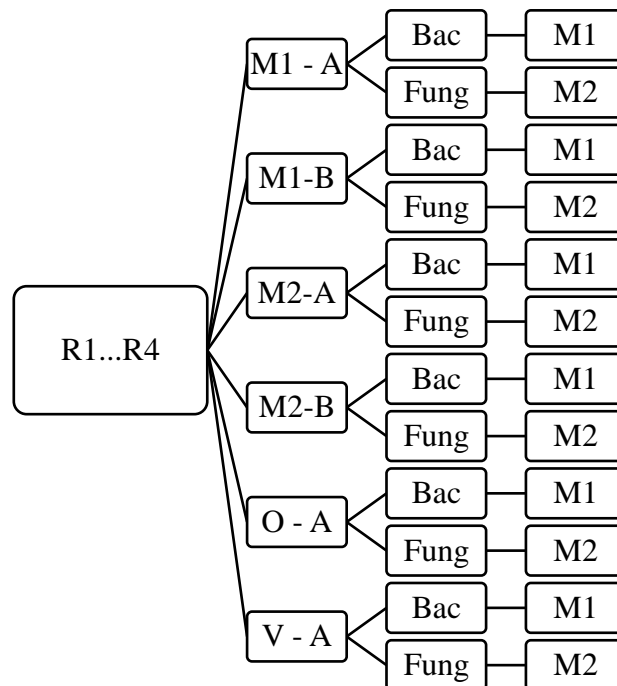 R1...R4
M1 - A
Bac
M1
Fung
M2
M1-B
Bac
M1
Fung
M2
M2-A
Bac
M1
Fung
M2
M2-B
Bac
M1
Fung
M2
O - A
Bac
M1
Fung
M2
V - A
Bac
M1
Fung
M2